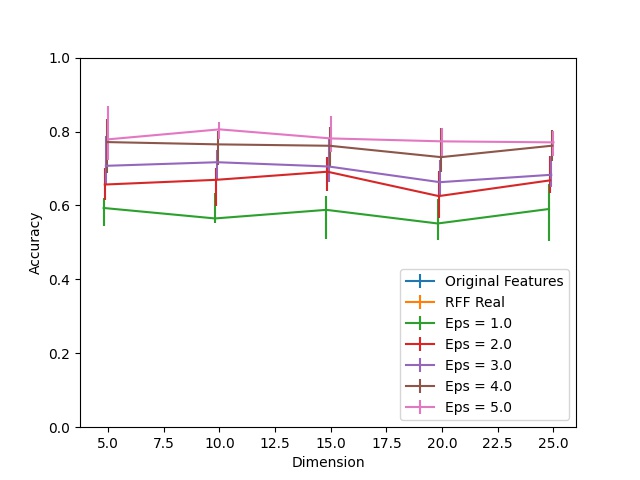 1.0
0.8
0.6
0.4
0.2
0.0
Accuracy
Original Features
RFF Real
Eps = 1.0
Eps = 2.0
Eps = 3.0
Eps = 4.0
Eps = 5.0
5.0 7.5 10.0 12.5 15.0 17.5 20.0 22.5 25.0
Dimension